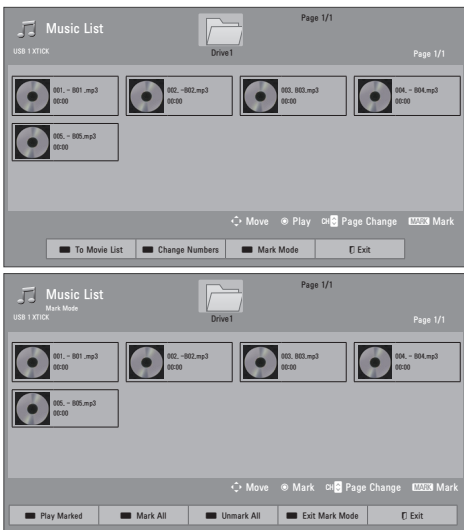 Music List
Page 1/1
USB 1 XTICK
Drive1
Page 1/1
001. - B01 .mp3
00:00
002. -B02.mp3
00:00
003. B03.mp3
00:00
004. - B04.mp3
00:00
005. - B05.mp3
00:00
Move
Play
CH Page Change
MARK Mark
To Movie List
Change Numbers
Mark Mode
Exit
Music List
Mark Mode
Page 1/1
USB 1 XTICK
Drive1
Page 1/1
001. - B01 .mp3
00:00
002. -B02.mp3
00:00
003. B03.mp3
00:00
004. - B04.mp3
00:00
005. - B05.mp3
00:00
Move
Mark
CH Page Change
MARK Mark
Play Marked
Mark All
Unmark All
Exit Mark Mode
Exit